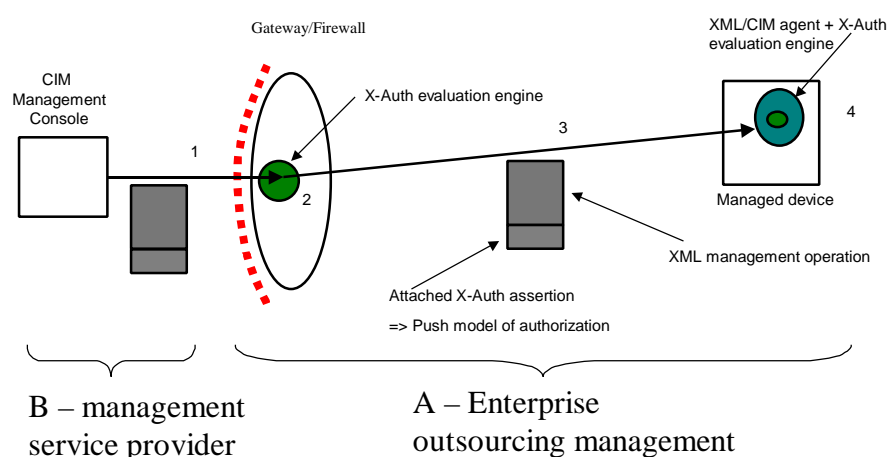 Gateway/Firewall
XML/CIM agent + X-Auth
evaluation engine
CIM
Management
Console
X-Auth evaluation engine
1
2
3
4
Managed device
XML management operation
Attached X-Auth assertion
=> Push model of authorization
B – management
service provider
A – Enterprise
outsourcing management